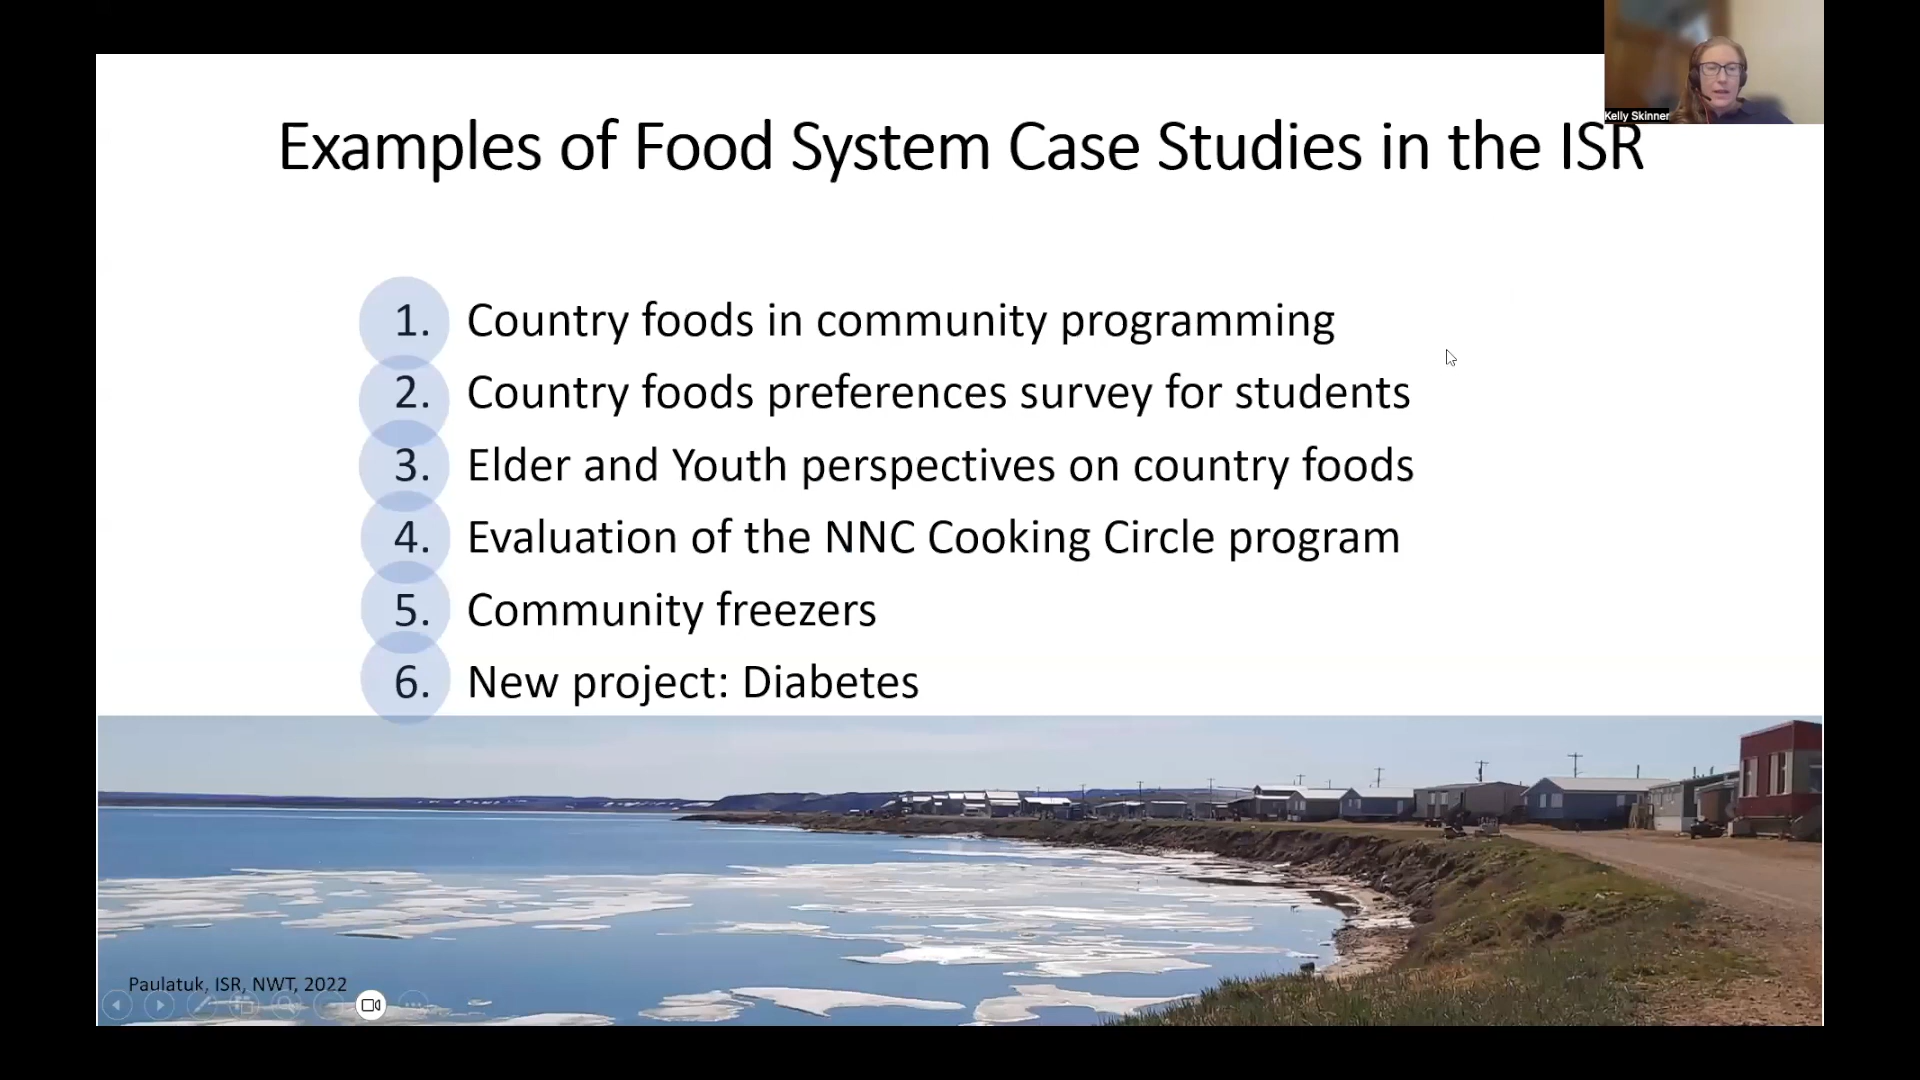 Kelly Skinner
Examples of Food System Case Studies in the ISR
1. Country foods in community programming
2. Country foods preferences survey for students
3. Elder and Youth perspectives on country foods
4. Evaluation of the NNC Cooking Circle program
5. Community freezers
6. New project: Diabetes
Paulatuk, ISR, NWT, 2022